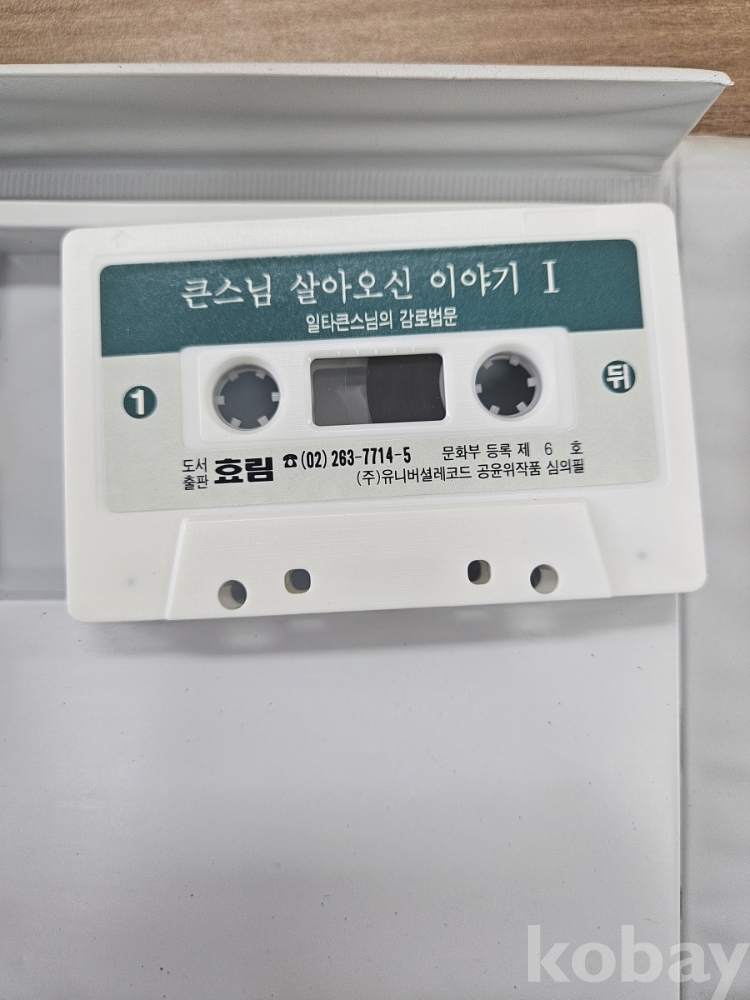 큰스님 살아오신 이야기 Ⅰ
일타큰스님의 감로법문
1
뒤
도서출판 효림 ☎(02) 263-7714-5 문화부 등록 제 6 호
(주)유니버셜레코드 공윤위작품 심의필
kobay